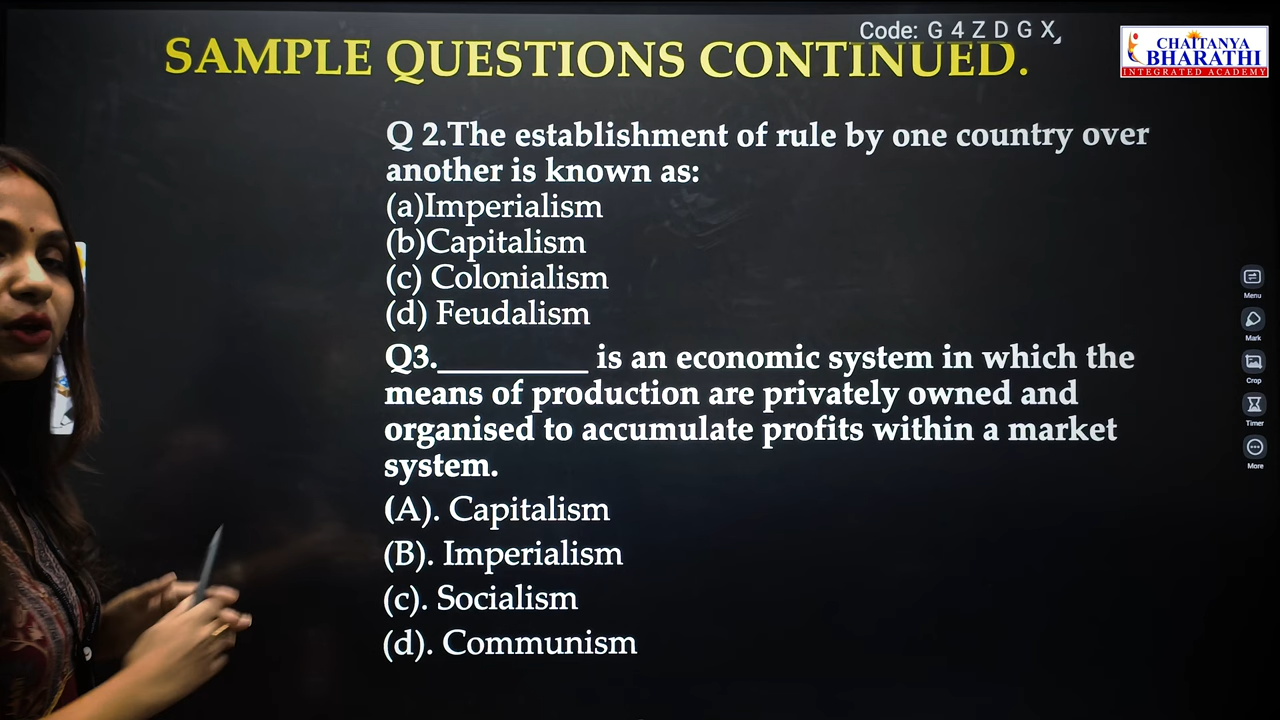 Code: G 4 Z D G X
SAMPLE QUESTIONS CONTINUED.
CHAITANYA
BHARATHI
INTEGRATED ACADEMY
Q 2.The establishment of rule by one country over
another is known as:
(a)Imperialism
(b)Capitalism
(c) Colonialism
(d) Feudalism
Q3.__________ is an economic system in which the
means of production are privately owned and
organised to accumulate profits within a market
system.
(A). Capitalism
(B). Imperialism
(c). Socialism
(d). Communism
Menu
Mark
Crop
Timer
More